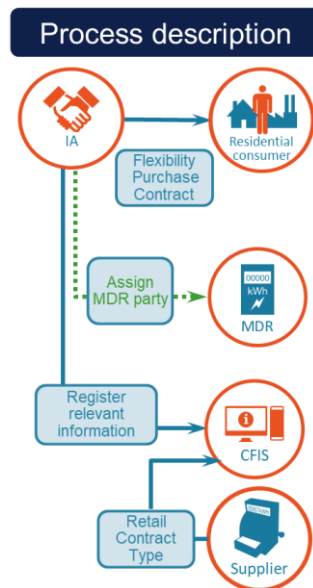 Process description
IA
Residential
consumer
Flexibility
Purchase
Contract
Assign
MDR party
00000
kWh
MDR
Register
relevant
information
CFIS
Retail
Contract
Type
Supplier